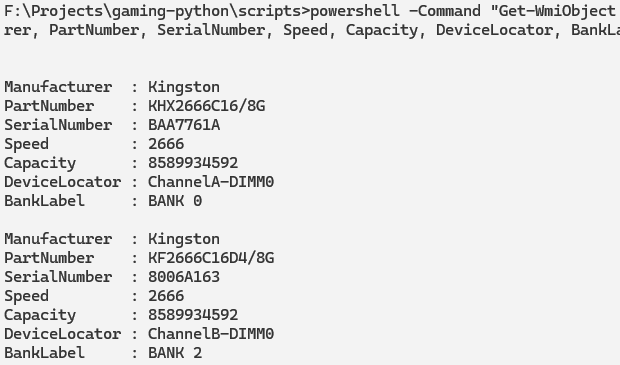 F:\Projects\gaming-python\scripts>powershell -Command "Get-WmiObject
rer, PartNumber, SerialNumber, Speed, Capacity, DeviceLocator, BankLa
Manufacturer : Kingston
PartNumber : KHX2666C16/8G
SerialNumber : BAA7761A
Speed : 2666
Capacity : 8589934592
DeviceLocator : ChannelA-DIMM0
BankLabel : BANK 0
Manufacturer : Kingston
PartNumber : KF2666C16D4/8G
SerialNumber : 8006A163
Speed : 2666
Capacity : 8589934592
DeviceLocator : ChannelB-DIMM0
BankLabel : BANK 2